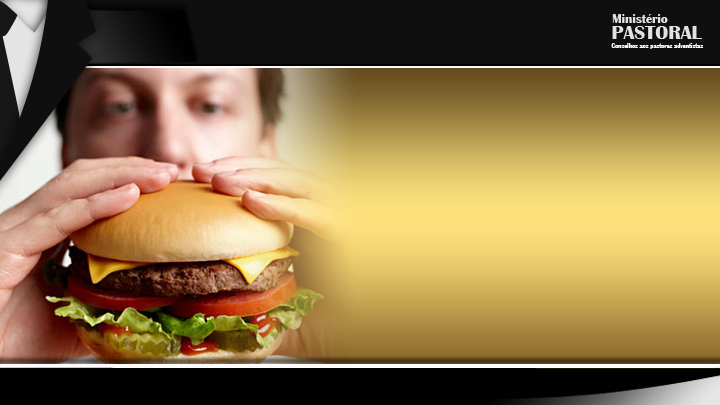 Ministério
PASTORAL
Conselhos aos pastores adventistas